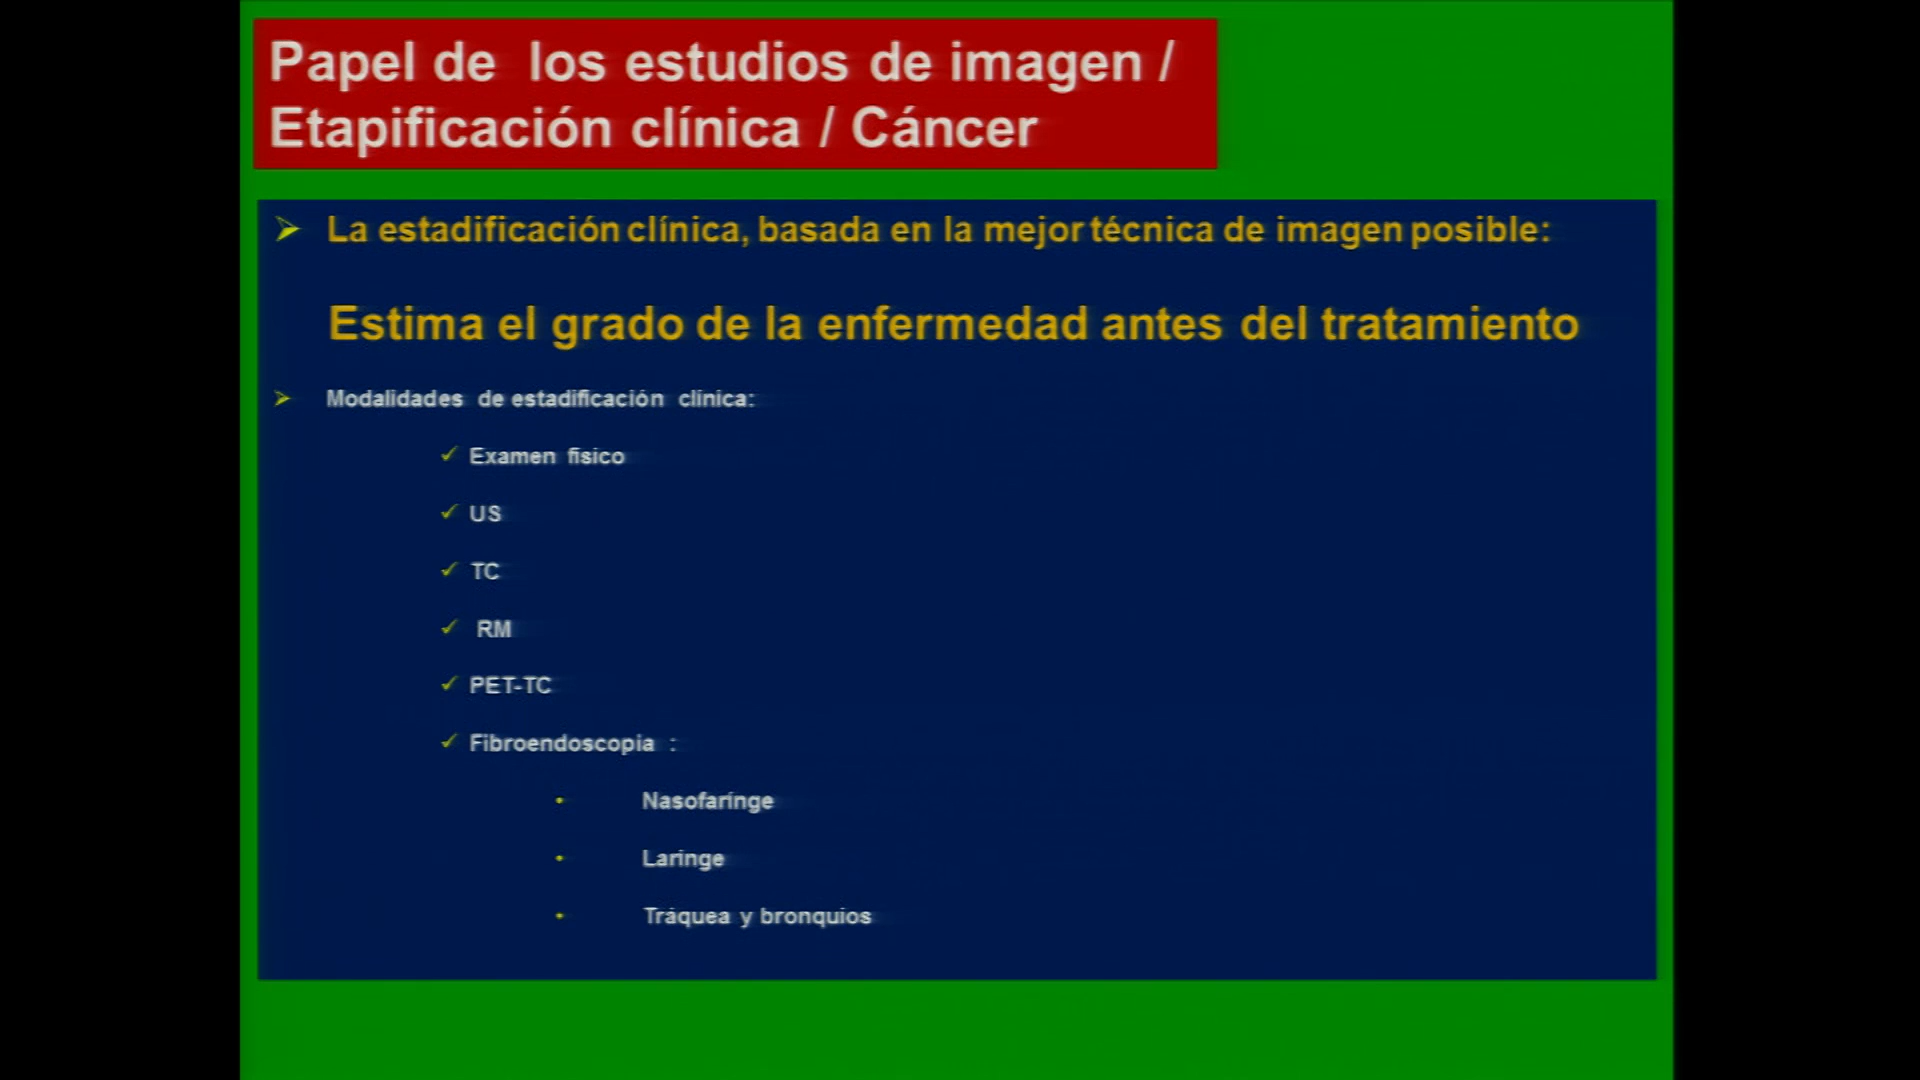 Papel de los estudios de imagen /
Etapificación clínica / Cáncer
La estadificación clínica, basada en la mejor técnica de imagen posible:
Estima el grado de la enfermedad antes del tratamiento
Modalidades de estadificación clínica:
Examen físico
US
TC
RM
PET-TC
Fibroendoscopia :
Nasofaringe
Laringe
Tráquea y bronquios